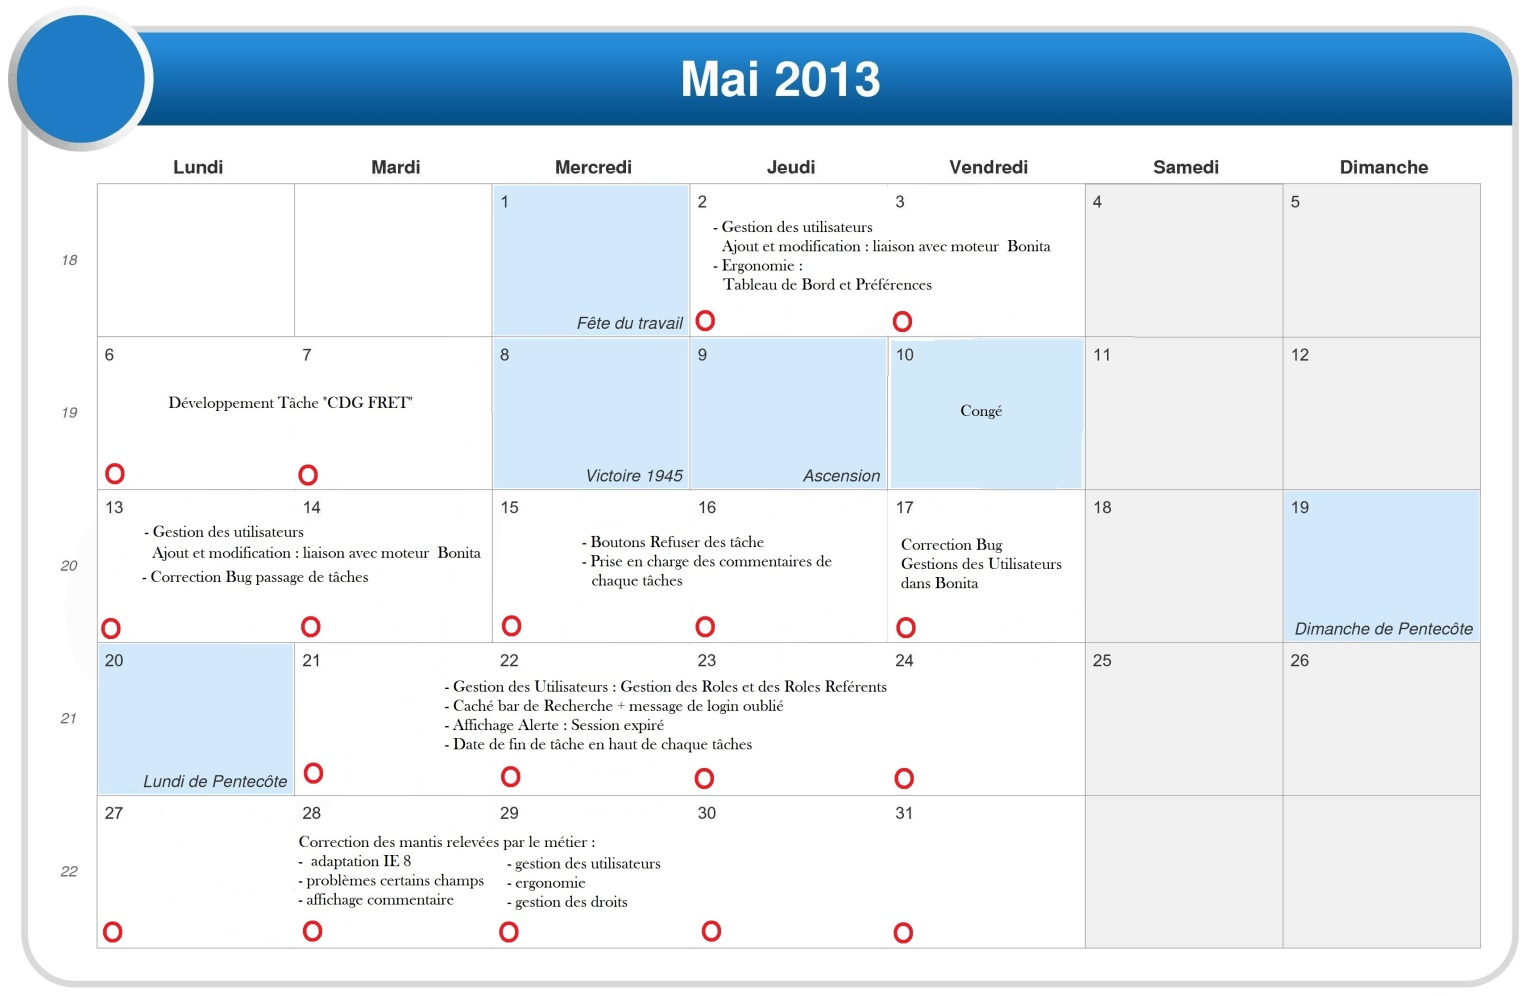 Mai 2013
Lundi Mardi Mercredi Jeudi Vendredi Samedi Dimanche
18
1 2 3 4 5
- Gestion des utilisateurs
Ajout et modification : liaison avec moteur Bonita
- Ergonomie :
Tableau de Bord et Préférences
Fête du travail
19
6 7 8 9 10 11 12
Développement Tâche "CDG FRET"
Congé
Victoire 1945
Ascension
20
13 14 15 16 17 18 19
- Gestion des utilisateurs
Ajout et modification : liaison avec moteur Bonita
- Correction Bug passage de tâches
- Boutons Refuser des tâche
- Prise en charge des commentaires de
chaque tâches
Correction Bug
Gestions des Utilisateurs
dans Bonita
Dimanche de Pentecôte
21
20 21 22 23 24 25 26
- Gestion des Utilisateurs : Gestion des Roles et des Roles Reférents
- Caché bar de Recherche + message de login oublié
- Affichage Alerte : Session expiré
- Date de fin de tâche en haut de chaque tâches
Lundi de Pentecôte
22
27 28 29 30 31
Correction des mantis relevées par le métier :
- adaptation IE 8
- problèmes certains champs
- affichage commentaire
- gestion des utilisateurs
- ergonomie
- gestion des droits